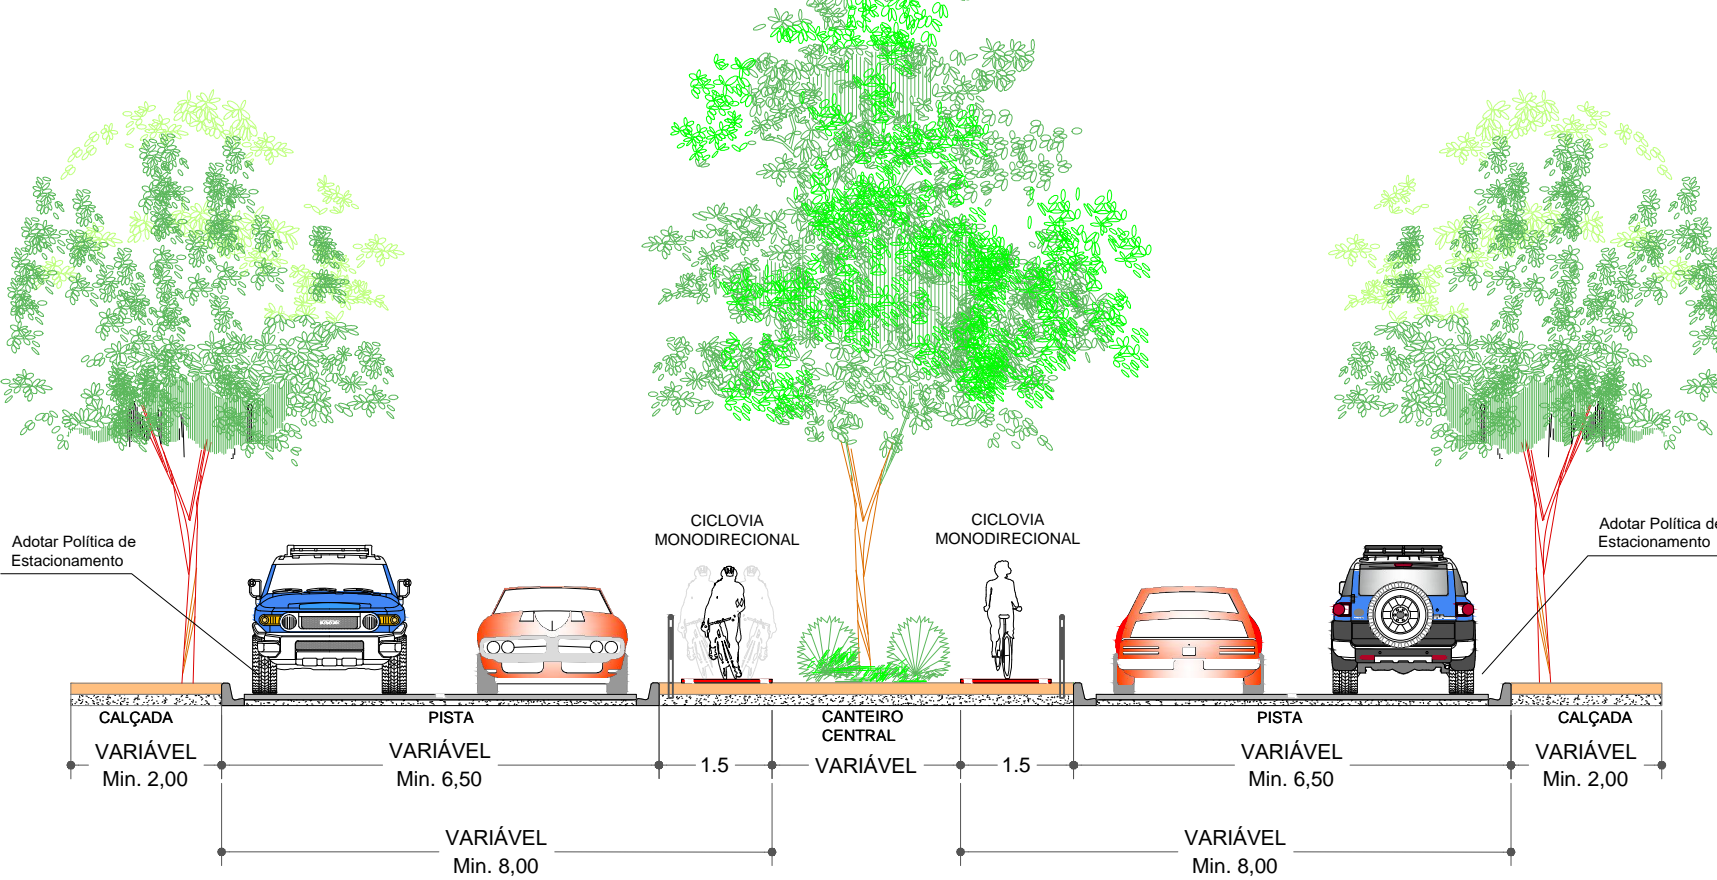 CICLOVIA
MONODIRECIONAL
CICLOVIA
MONODIRECIONAL
Adotar Política de
Estacionamento
Adotar Política de
Estacionamento
CALÇADA
PISTA
CANTEIRO
CENTRAL
PISTA
CALÇADA
VARIÁVEL
Min. 2,00
VARIÁVEL
Min. 6,50
1.5
VARIÁVEL
1.5
VARIÁVEL
Min. 6,50
VARIÁVEL
Min. 2,00
VARIÁVEL
Min. 8,00
VARIÁVEL
Min. 8,00